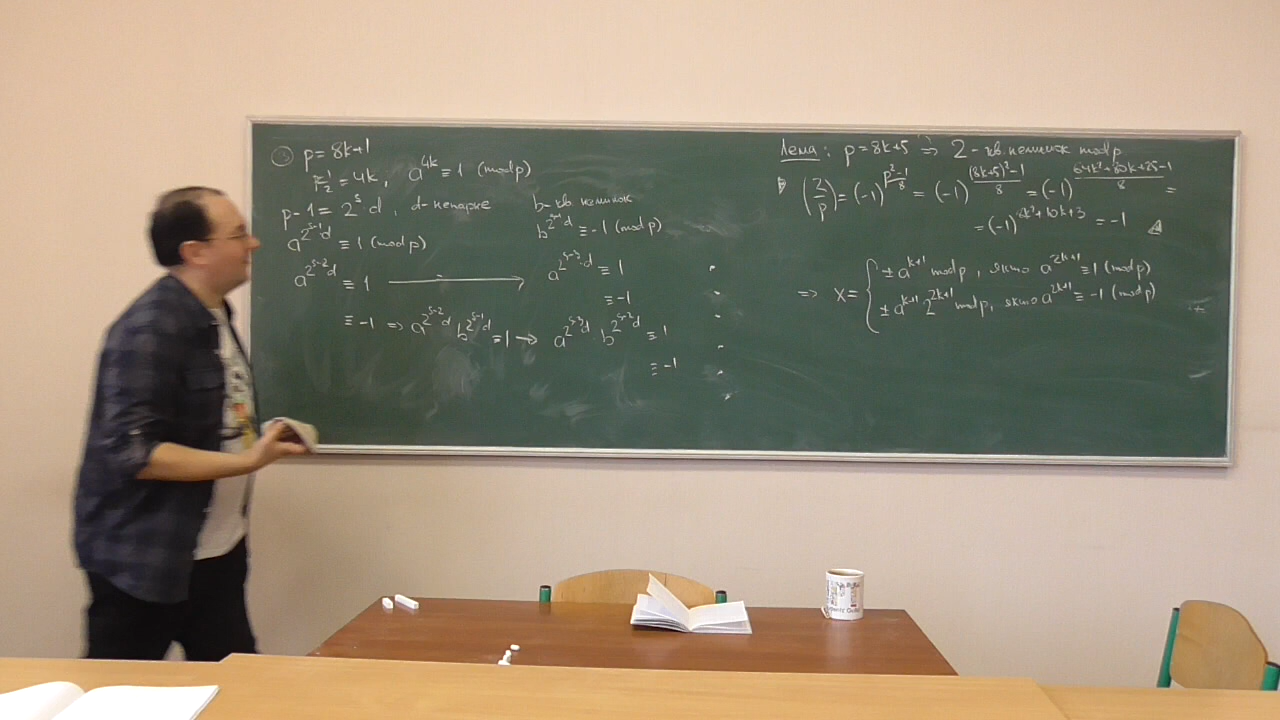 ③ p = 8k+1
(p-1)/2 = 4k, a^{4k} ≡ 1 (mod p)
p-1 = 2^s d, d - непарне
a^{2^{s-1}d} ≡ 1 (mod p)
a^{2^{s-2}d} ≡ 1 ⟶
≡ -1 ⇒ a^{2^{s-2}d} b^{2^{s-1}d} ≡ 1 →
b - кв. нелишок
b^{2^{s-1}d} ≡ -1 (mod p)
a^{2^{s-3}d} ≡ 1
≡ -1
a^{2^{s-3}d} · b^{2^{s-2}d} ≡ 1
≡ -1
Лема: p = 8k+5 ⇒ 2 - кв. нелишок mod p
▷ (2/p) = (-1)^{(p²-1)/8} = (-1)^{((8k+5)²-1)/8} = (-1)^{(64k²+80k+25-1)/8} =
= (-1)^{8k²+10k+3} = -1 ◁
⇒ x = { ± a^{k+1} mod p, якщо a^{2k+1} ≡ 1 (mod p)
± a^{k+1} 2^{2k+1} mod p, якщо a^{2k+1} ≡ -1 (mod p)